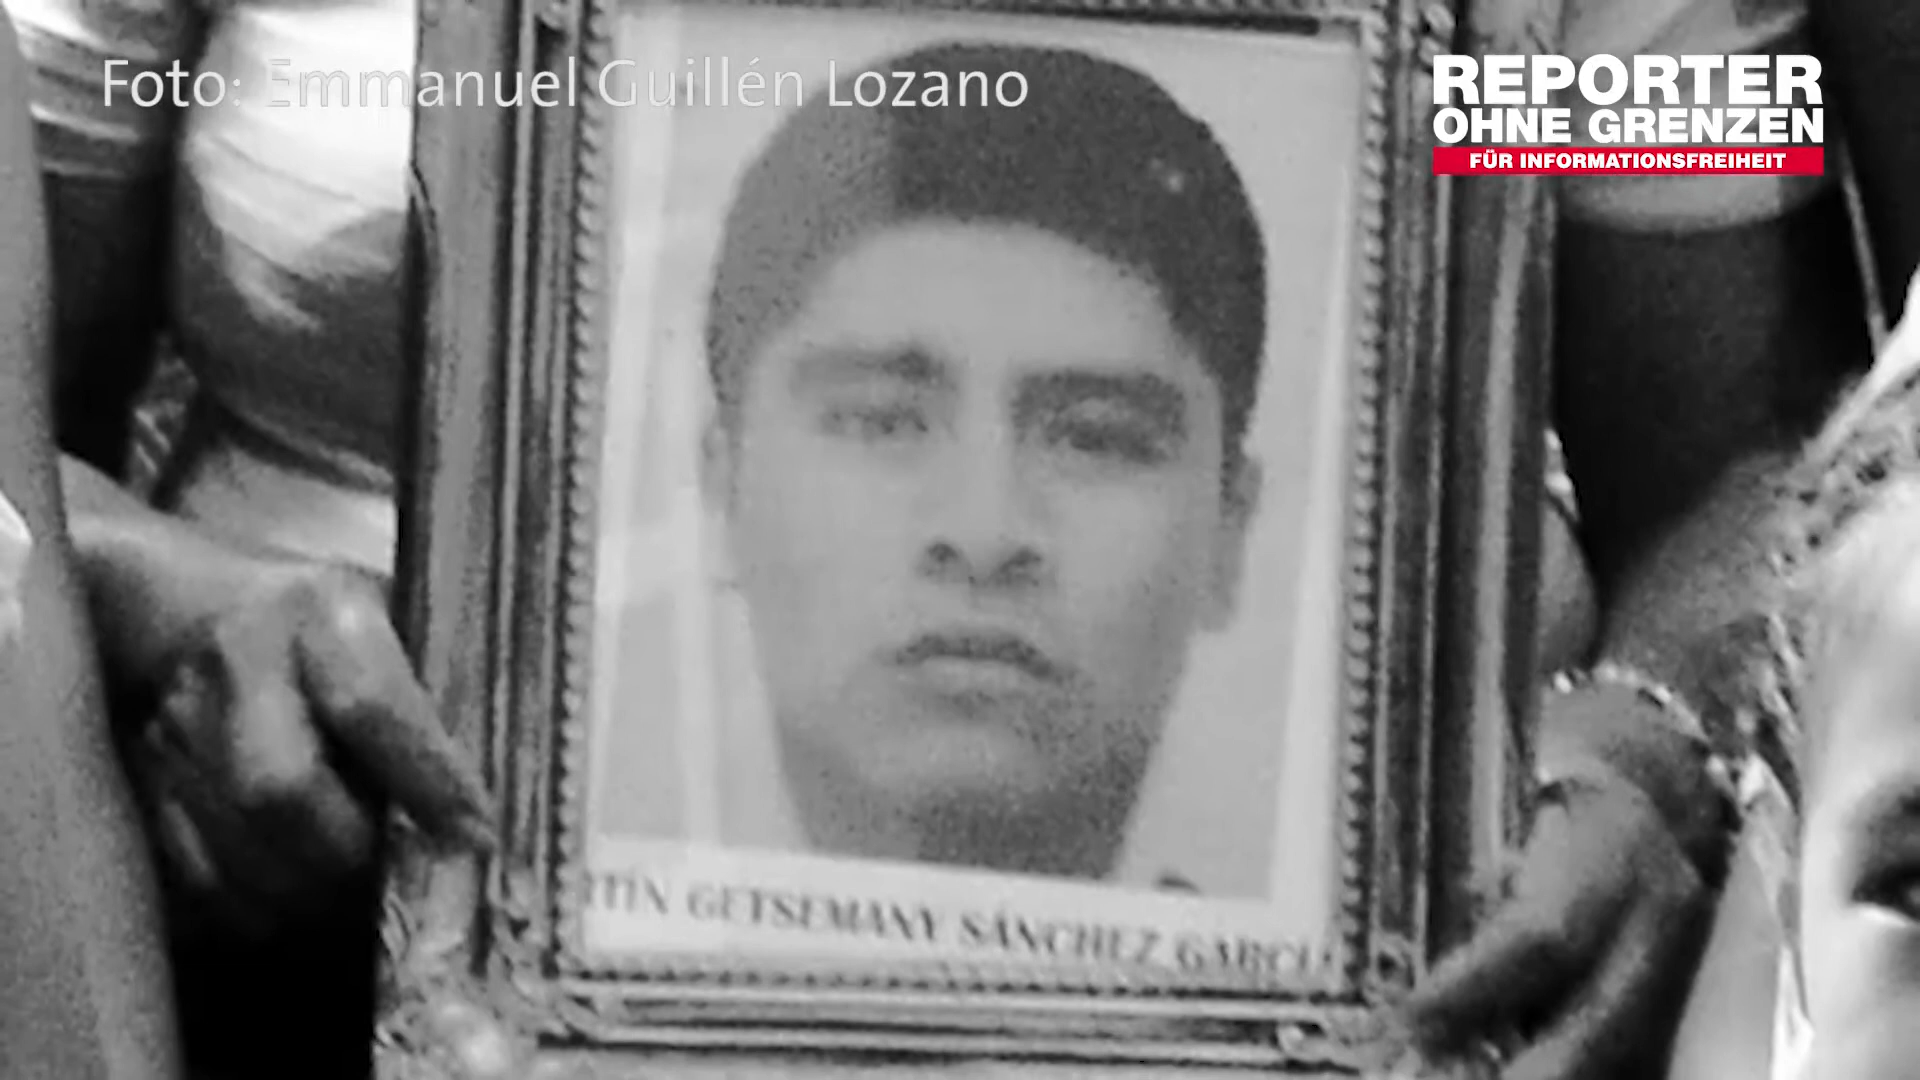 Foto: Emmanuel Guillén Lozano
REPORTER
OHNE GRENZEN
FÜR INFORMATIONSFREIHEIT
GETSEMANY SÁNCHEZ